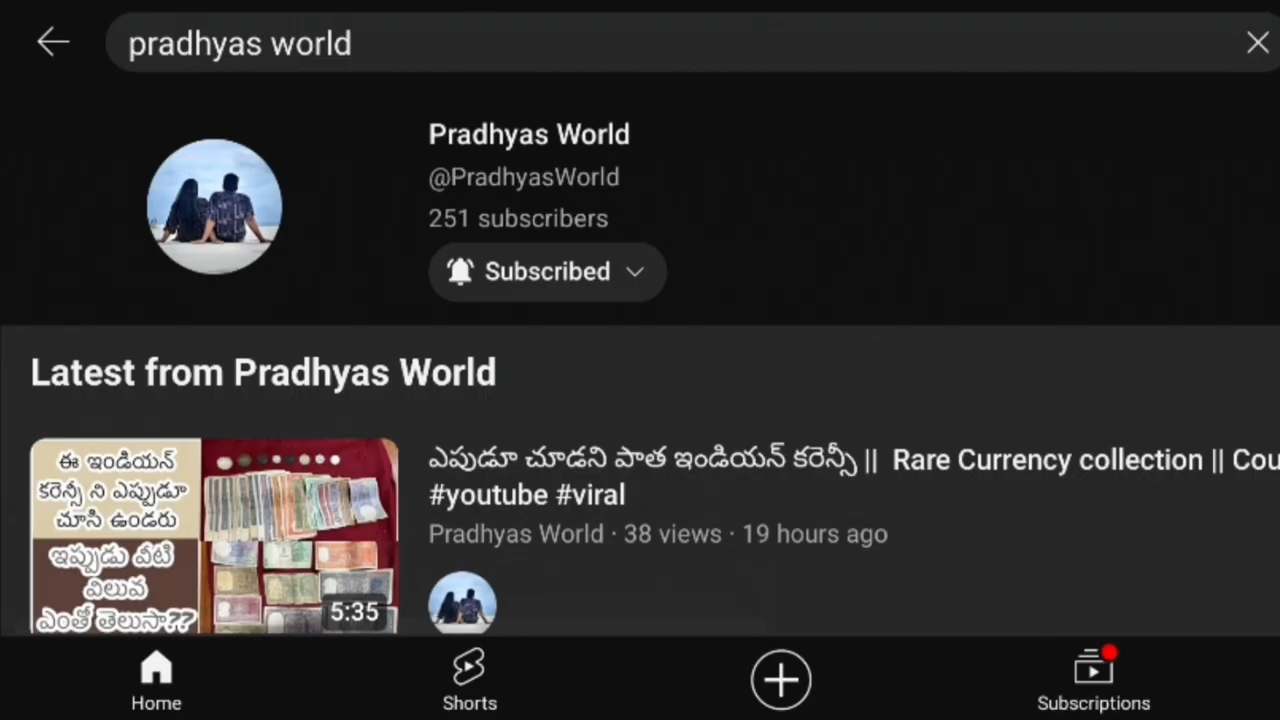 pradhyas world
Pradhyas World
@PradhyasWorld
251 subscribers
Subscribed
Latest from Pradhyas World
ఈ ఇండియన్
కరెన్సీ ని ఎప్పుడూ
చూసి ఉండరు
ఇప్పుడు వీటి
విలువ
ఎంతో తెలుసా??
5:35
ఎపుడూ చూడని పాత ఇండియన్ కరెన్సీ || Rare Currency collection || Cou
#youtube #viral
Pradhyas World · 38 views · 19 hours ago
Home
Shorts
Subscriptions